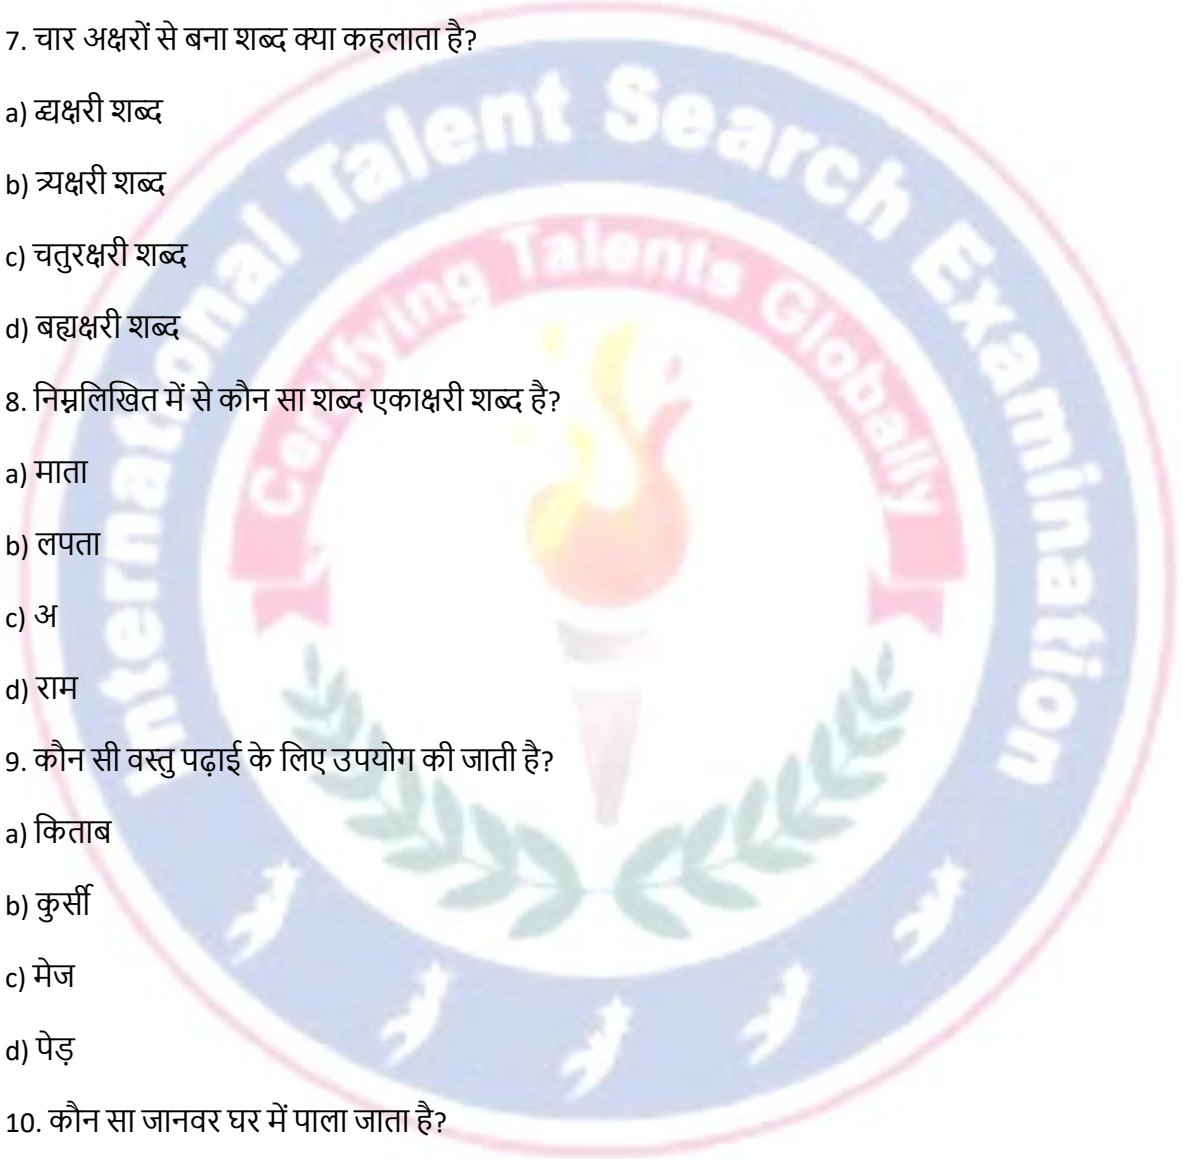 7. चार अक्षरों से बना शब्द क्या कहलाता है?
a) द्व्यक्षरी शब्द
b) त्र्यक्षरी शब्द
c) चतुरक्षरी शब्द
d) बह्यक्षरी शब्द
8. निम्नलिखित में से कौन सा शब्द एकाक्षरी शब्द है?
a) माता
b) लपता
c) अ
d) राम
9. कौन सी वस्तु पढ़ाई के लिए उपयोग की जाती है?
a) किताब
b) कुर्सी
c) मेज
d) पेड़
10. कौन सा जानवर घर में पाला जाता है?
International Talent Search Examination
Certifying Talents Globally